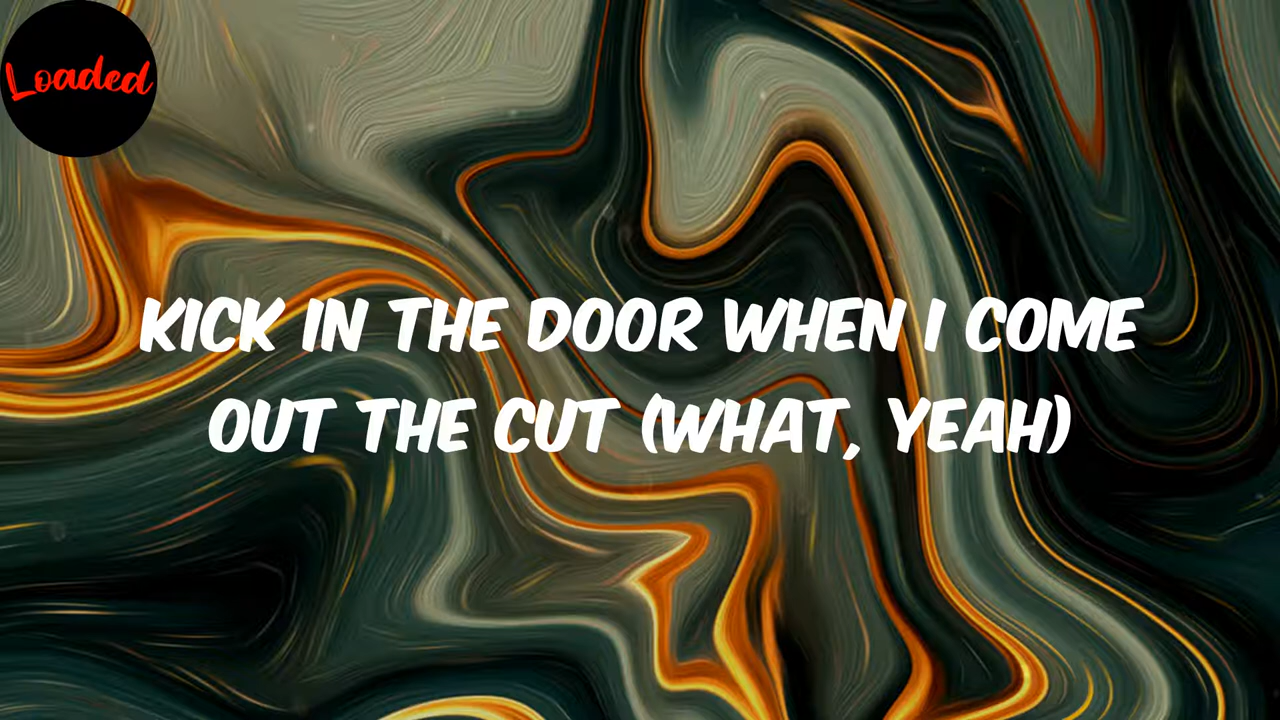 Loaded
KICK IN THE DOOR WHEN I COME
OUT THE CUT (WHAT, YEAH)